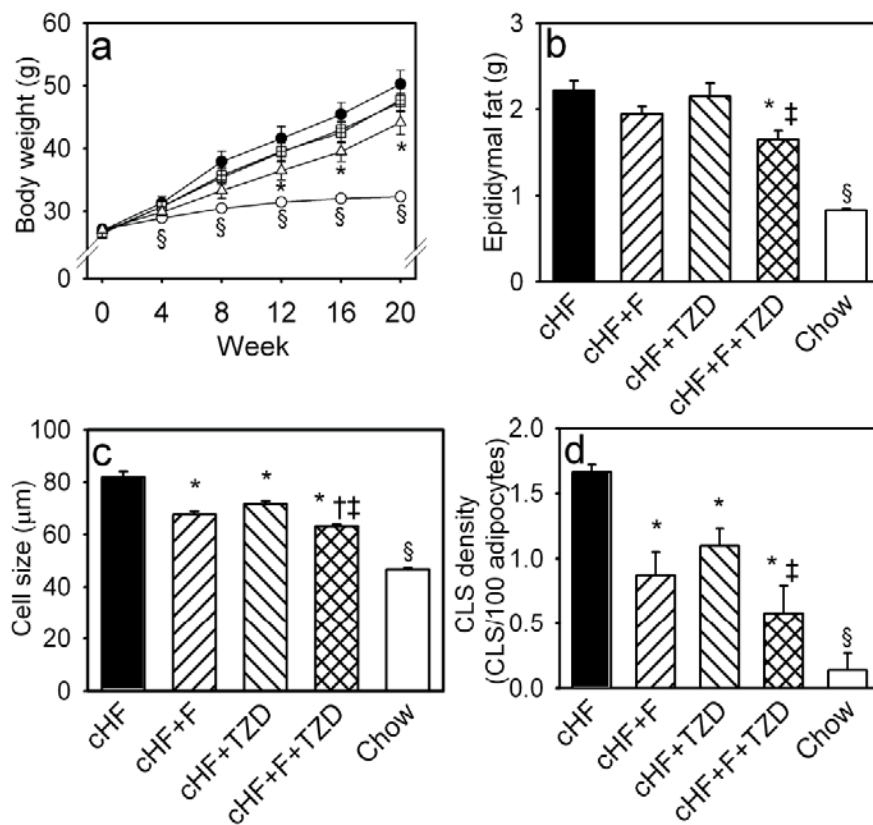 a
Body weight (g)
60
50
40
30
0
* * *
§ § § § §
0 4 8 12 16 20
Week
b
Epididymal fat (g)
3
2
1
0
* ‡
§
cHF cHF+F cHF+TZD cHF+F+TZD Chow
c
Cell size (μm)
100
80
60
40
20
0
* * * †‡
§
cHF cHF+F cHF+TZD cHF+F+TZD Chow
d
CLS density
(CLS/100 adipocytes)
2.0
1.5
1.0
0.5
0.0
* * * ‡
§
cHF cHF+F cHF+TZD cHF+F+TZD Chow